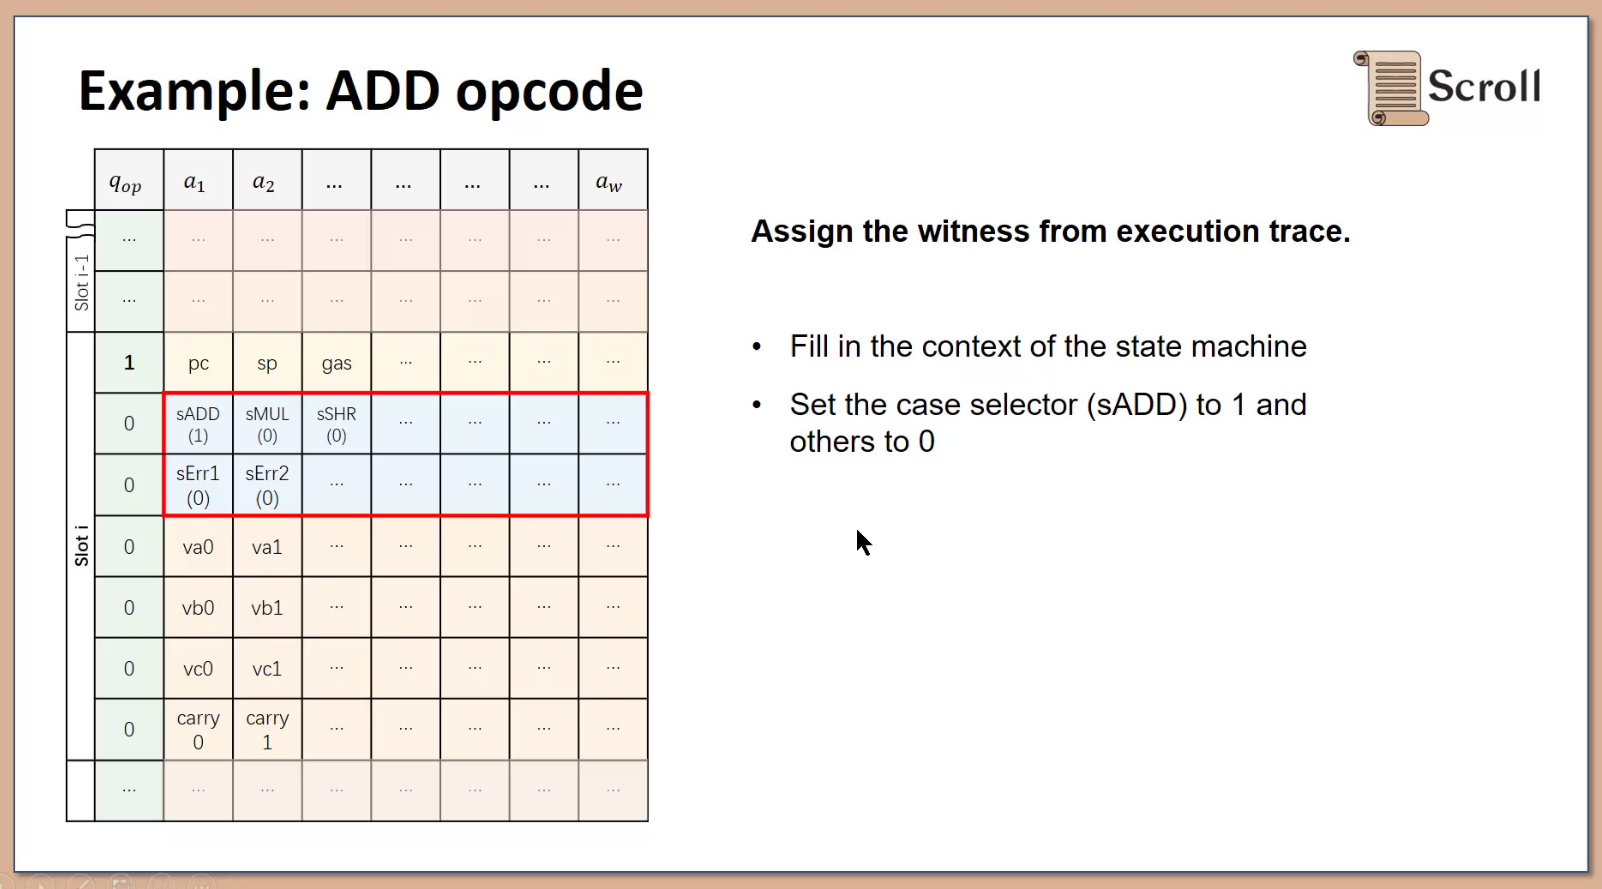 Example: ADD opcode
Scroll
q_op a_1 a_2 ... ... ... ... a_w
Slot i-1
... ... ... ... ... ... ... ...
... ... ... ... ... ... ... ...
Slot i
1 pc sp gas ... ... ... ...
0 sADD (1) sMUL (0) sSHR (0) ... ... ... ...
0 sErr1 (0) sErr2 (0) ... ... ... ... ...
0 va0 va1 ... ... ... ... ...
0 vb0 vb1 ... ... ... ... ...
0 vc0 vc1 ... ... ... ... ...
0 carry 0 carry 1 ... ... ... ... ...
... ... ... ... ... ... ... ...
Assign the witness from execution trace.
• Fill in the context of the state machine
• Set the case selector (sADD) to 1 and
others to 0